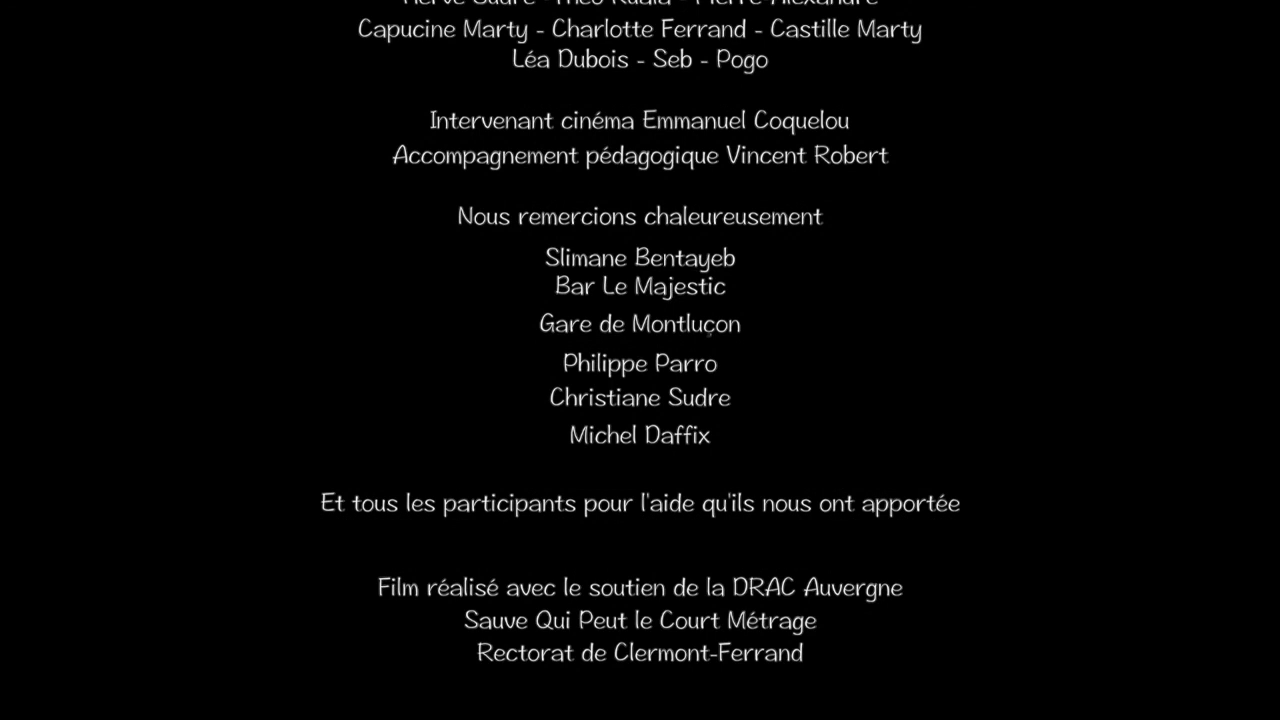 Capucine Marty - Charlotte Ferrand - Castille Marty
Léa Dubois - Seb - Pogo
Intervenant cinéma Emmanuel Coquelou
Accompagnement pédagogique Vincent Robert
Nous remercions chaleureusement
Slimane Bentayeb
Bar Le Majestic
Gare de Montluçon
Philippe Parro
Christiane Sudre
Michel Daffix
Et tous les participants pour l'aide qu'ils nous ont apportée
Film réalisé avec le soutien de la DRAC Auvergne
Sauve Qui Peut le Court Métrage
Rectorat de Clermont-Ferrand